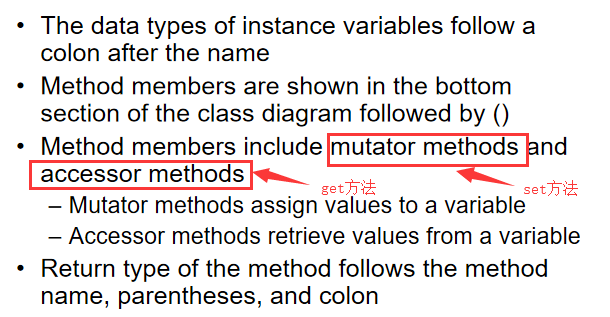 • The data types of instance variables follow a
colon after the name
• Method members are shown in the bottom
section of the class diagram followed by ()
• Method members include mutator methods and
accessor methods
get方法
set方法
– Mutator methods assign values to a variable
– Accessor methods retrieve values from a variable
• Return type of the method follows the method
name, parentheses, and colon